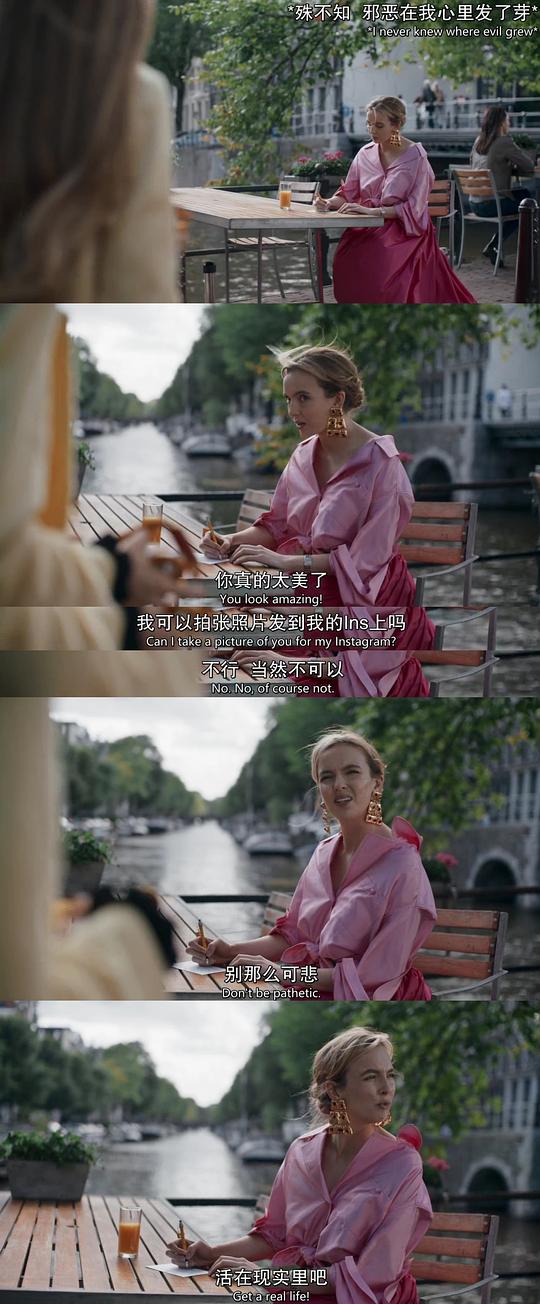 *殊不知 邪恶在我心里发了芽*
*I never knew where evil grew*
你真的太美了
You look amazing!
我可以拍张照片发到我的Ins上吗
Can I take a picture of you for my Instagram?
不行 当然不可以
No. No, of course not.
别那么可悲
Don't be pathetic.
活在现实里吧
Get a real life!